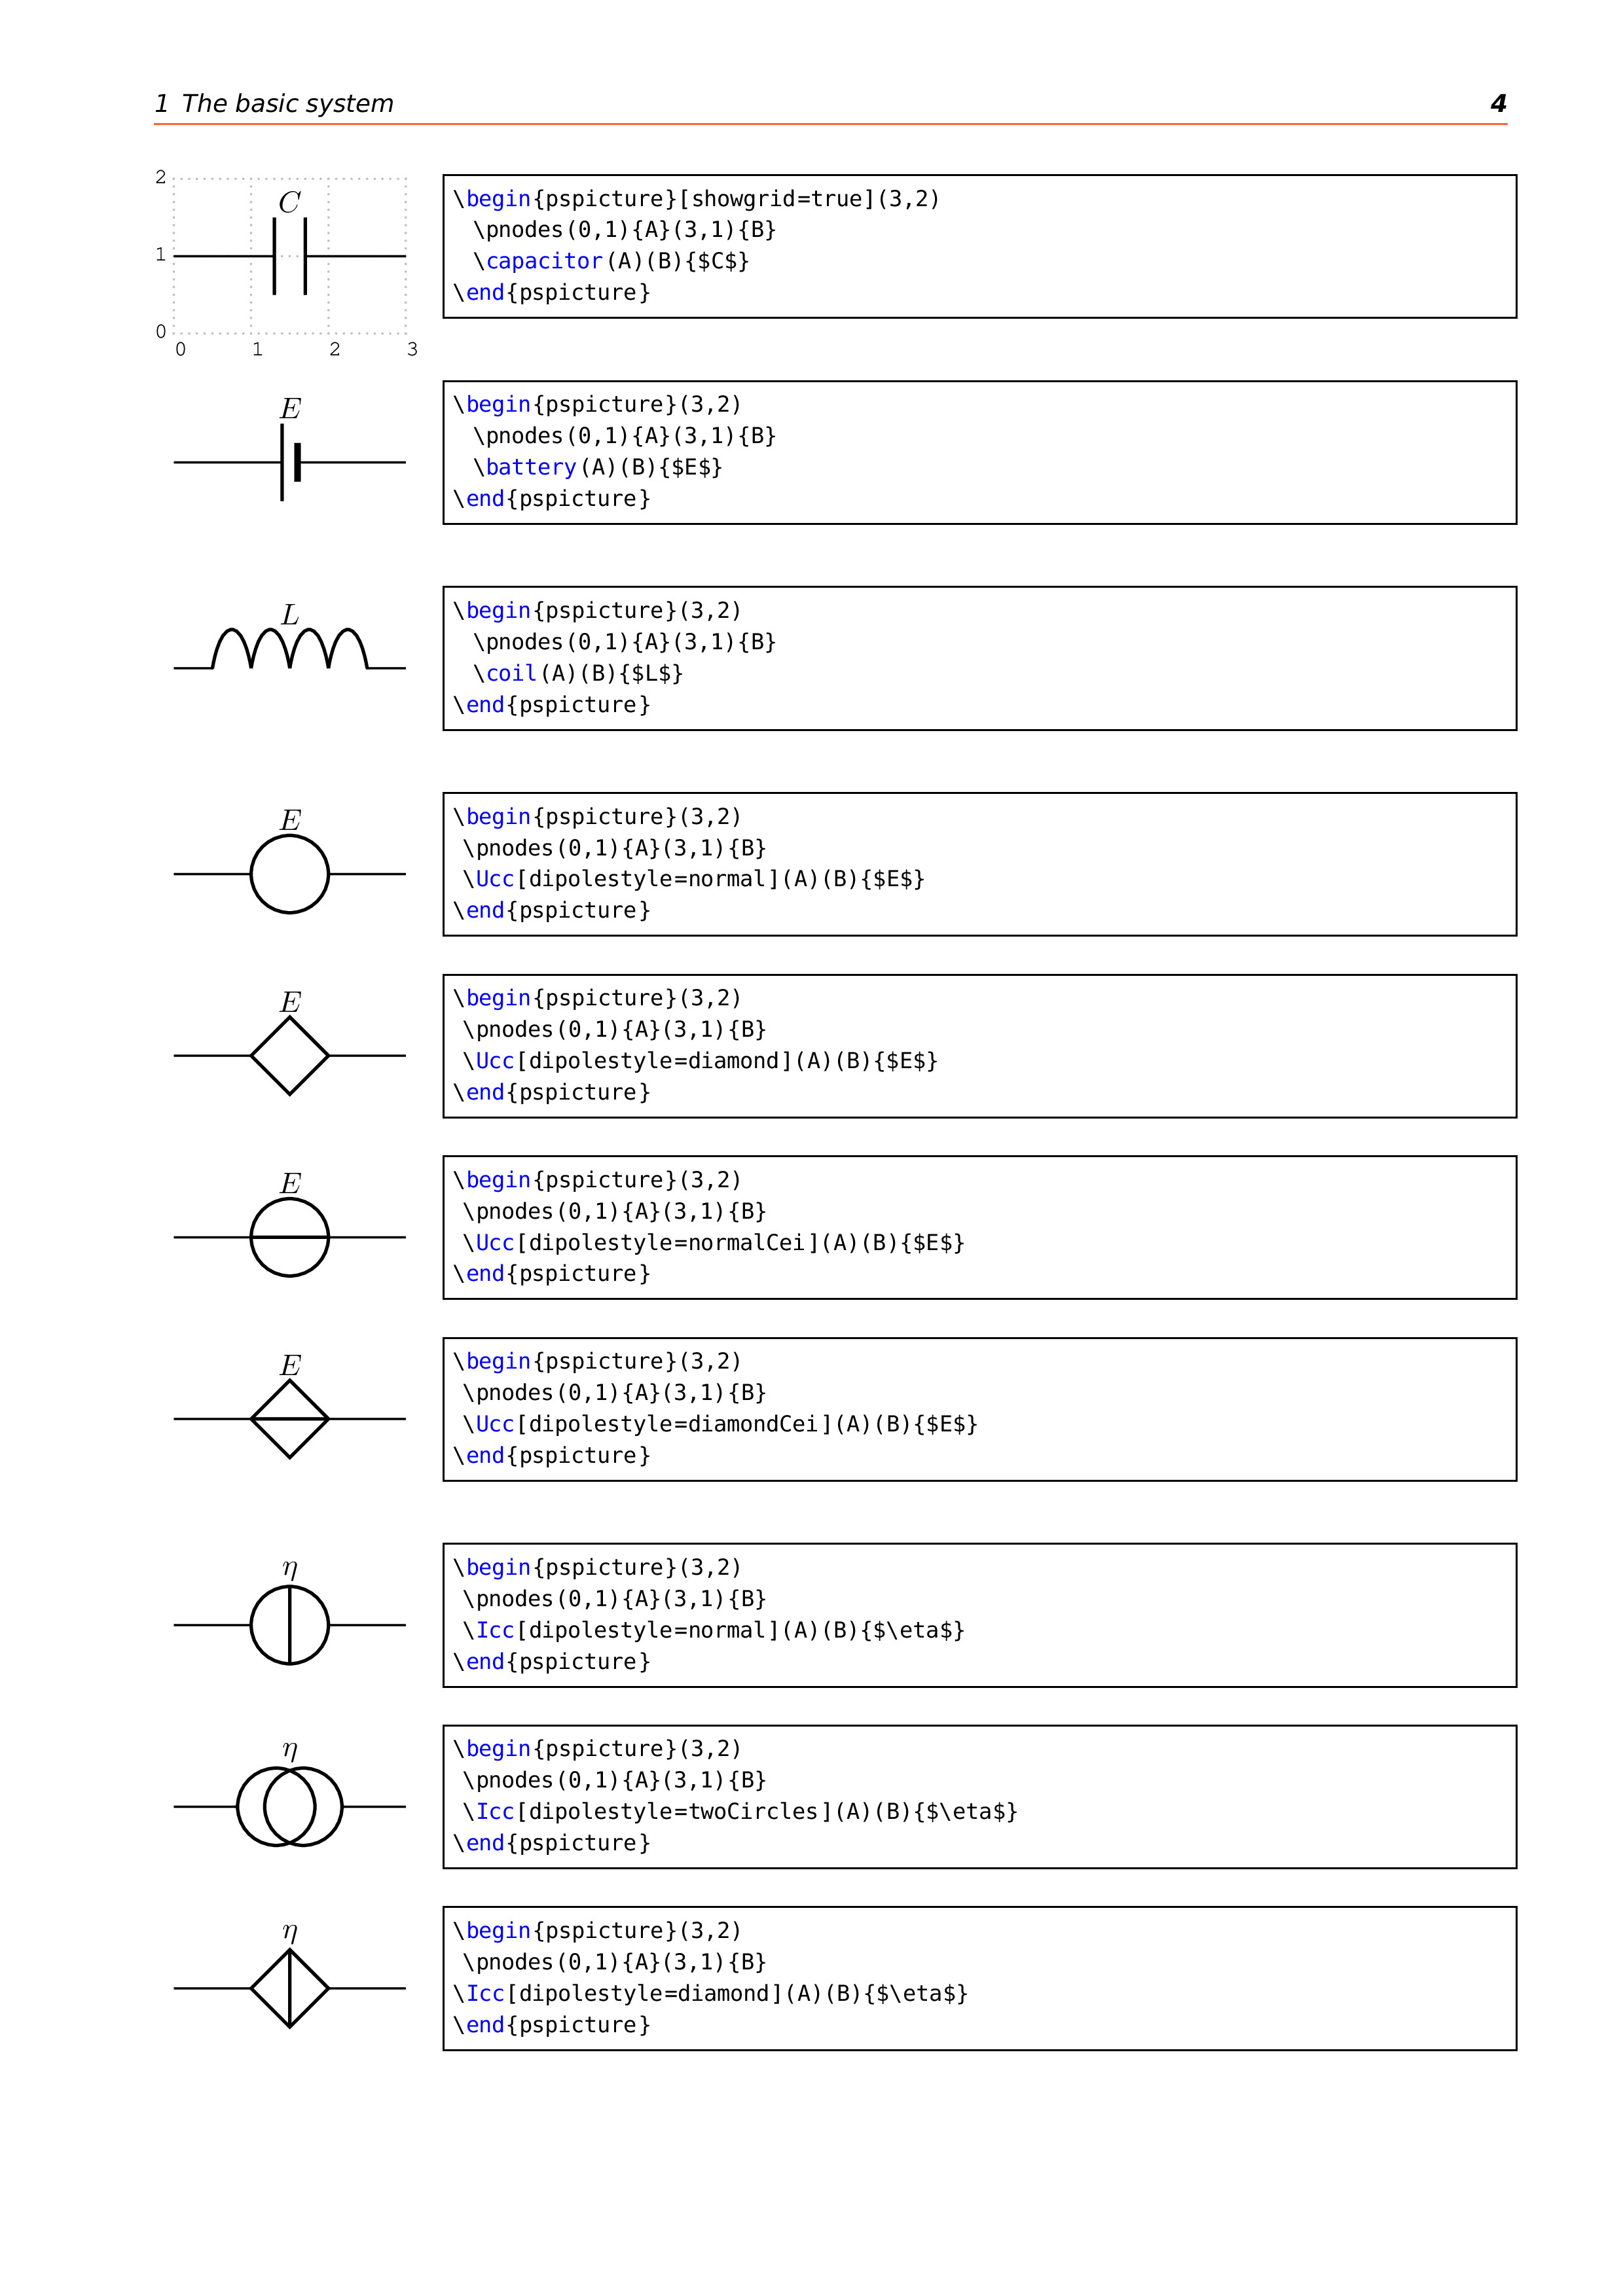 1 The basic system 4
2
C
1
0
0 1 2 3
\begin{pspicture}[showgrid=true](3,2)
\pnodes(0,1){A}(3,1){B}
\capacitor(A)(B){$C$}
\end{pspicture}
E
\begin{pspicture}(3,2)
\pnodes(0,1){A}(3,1){B}
\battery(A)(B){$E$}
\end{pspicture}
L
\begin{pspicture}(3,2)
\pnodes(0,1){A}(3,1){B}
\coil(A)(B){$L$}
\end{pspicture}
E
\begin{pspicture}(3,2)
\pnodes(0,1){A}(3,1){B}
\Ucc[dipolestyle=normal](A)(B){$E$}
\end{pspicture}
E
\begin{pspicture}(3,2)
\pnodes(0,1){A}(3,1){B}
\Ucc[dipolestyle=diamond](A)(B){$E$}
\end{pspicture}
E
\begin{pspicture}(3,2)
\pnodes(0,1){A}(3,1){B}
\Ucc[dipolestyle=normalCei](A)(B){$E$}
\end{pspicture}
E
\begin{pspicture}(3,2)
\pnodes(0,1){A}(3,1){B}
\Ucc[dipolestyle=diamondCei](A)(B){$E$}
\end{pspicture}
η
\begin{pspicture}(3,2)
\pnodes(0,1){A}(3,1){B}
\Icc[dipolestyle=normal](A)(B){$\eta$}
\end{pspicture}
η
\begin{pspicture}(3,2)
\pnodes(0,1){A}(3,1){B}
\Icc[dipolestyle=twoCircles](A)(B){$\eta$}
\end{pspicture}
η
\begin{pspicture}(3,2)
\pnodes(0,1){A}(3,1){B}
\Icc[dipolestyle=diamond](A)(B){$\eta$}
\end{pspicture}